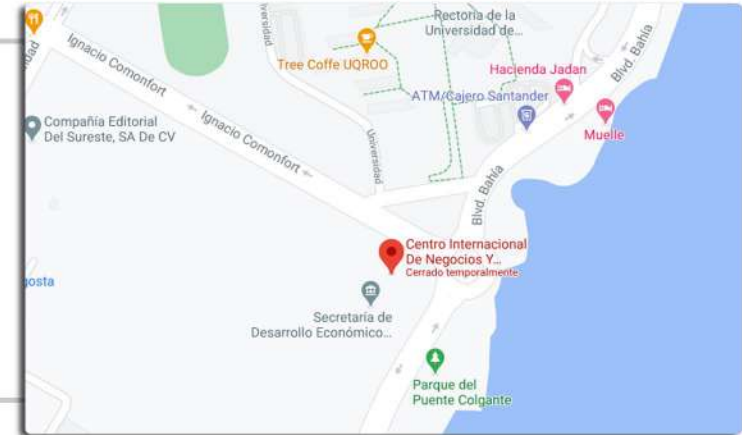 Rectoría de la
Universidad de...
Tree Coffe UQROO
Hacienda Jadan
Blvd. Bahía
ATM/Cajero Santander
Muelle
Ignacio Comonfort
Compañía Editorial
Del Sureste, SA De CV
Ignacio Comonfort
Universidad
Blvd. Bahía
Centro Internacional
De Negocios Y...
Cerrado temporalmente
Secretaría de
Desarrollo Económico...
Parque del
Puente Colgante